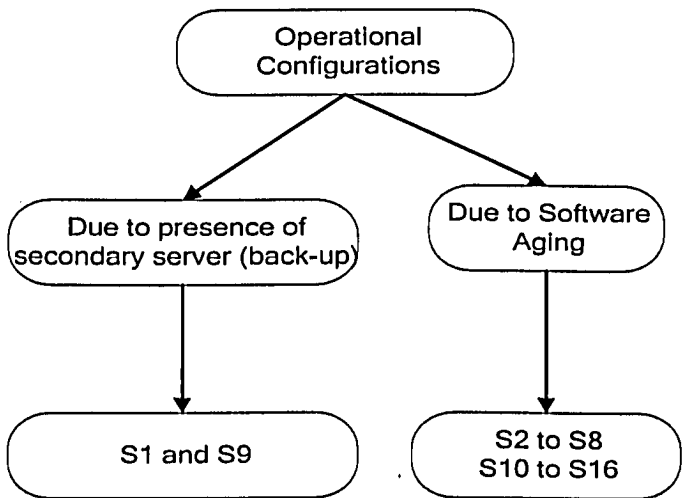 Operational
Configurations
Due to presence of
secondary server (back-up)
Due to Software
Aging
S1 and S9
S2 to S8
S10 to S16